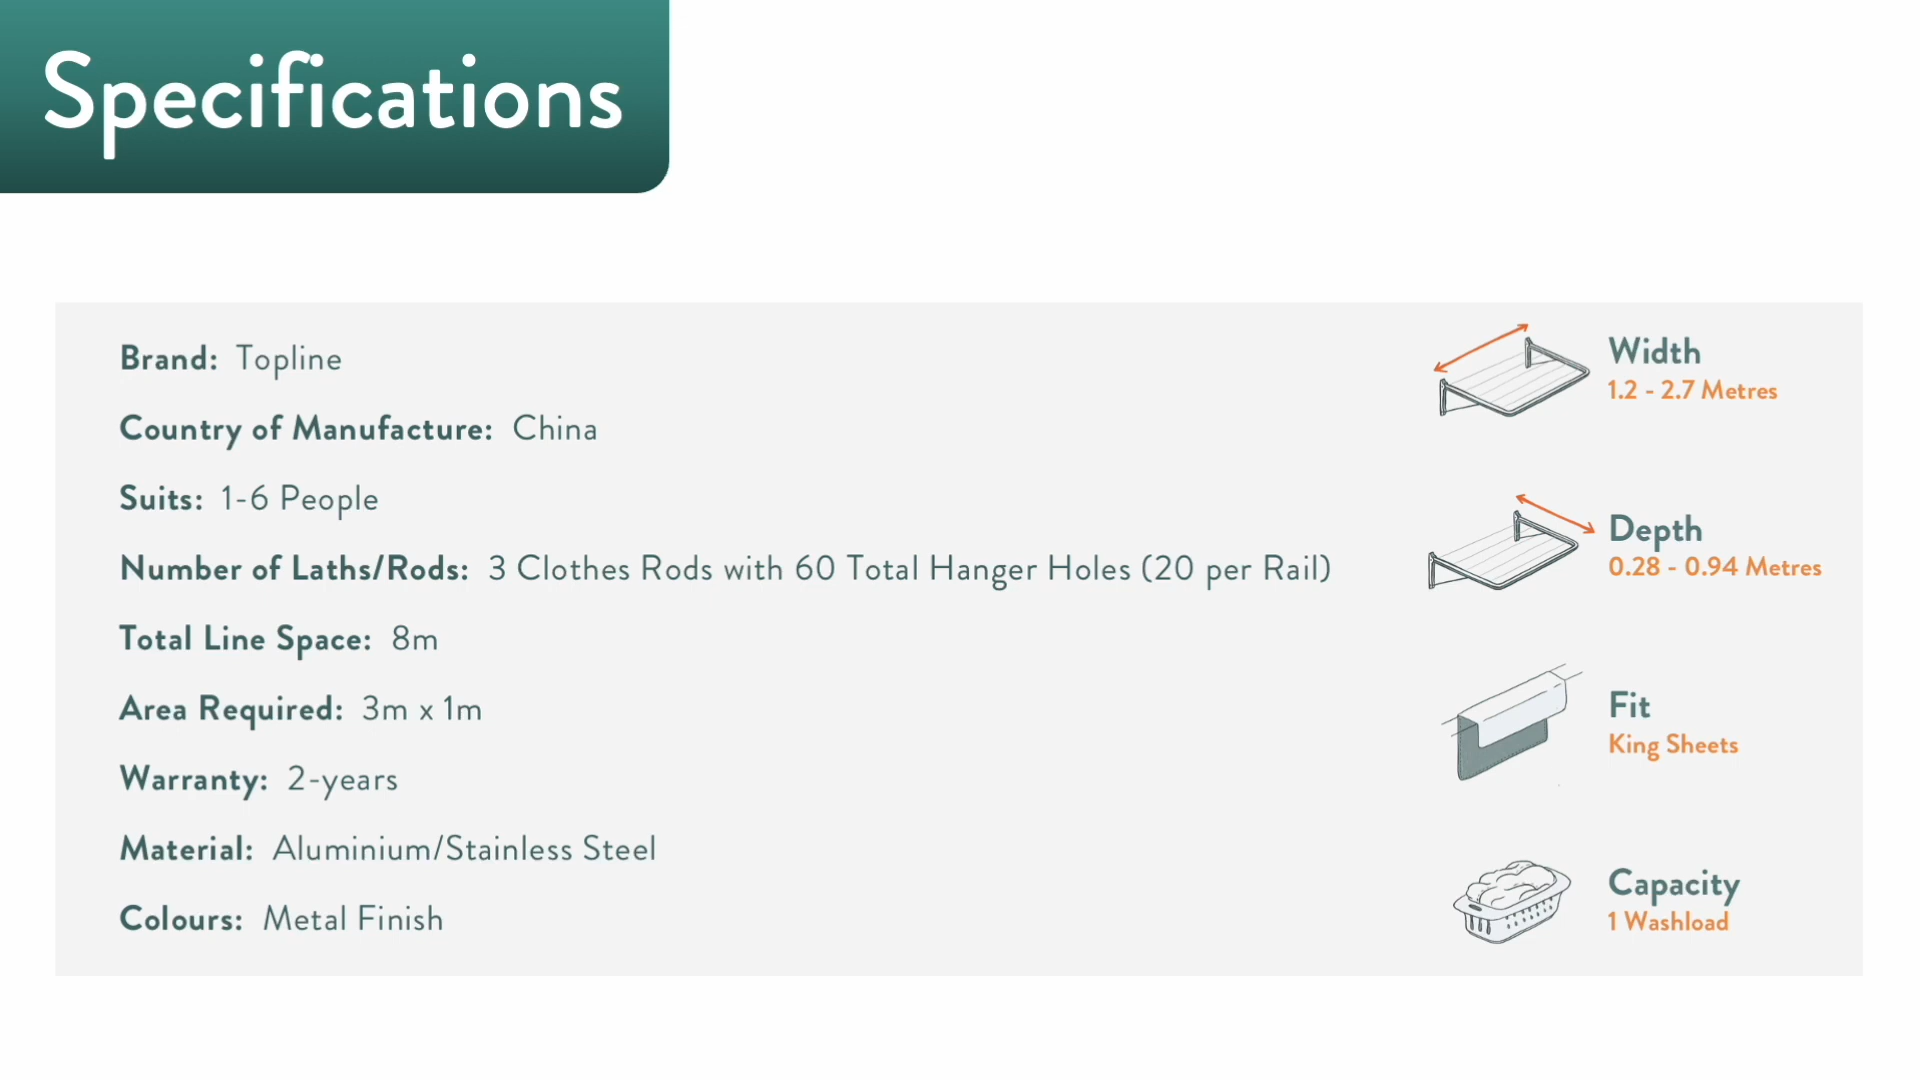 Specifications
Brand: Topline
Country of Manufacture: China
Suits: 1-6 People
Number of Laths/Rods: 3 Clothes Rods with 60 Total Hanger Holes (20 per Rail)
Total Line Space: 8m
Area Required: 3m x 1m
Warranty: 2-years
Material: Aluminium/Stainless Steel
Colours: Metal Finish
Width
1.2 - 2.7 Metres
Depth
0.28 - 0.94 Metres
Fit
King Sheets
Capacity
1 Washload